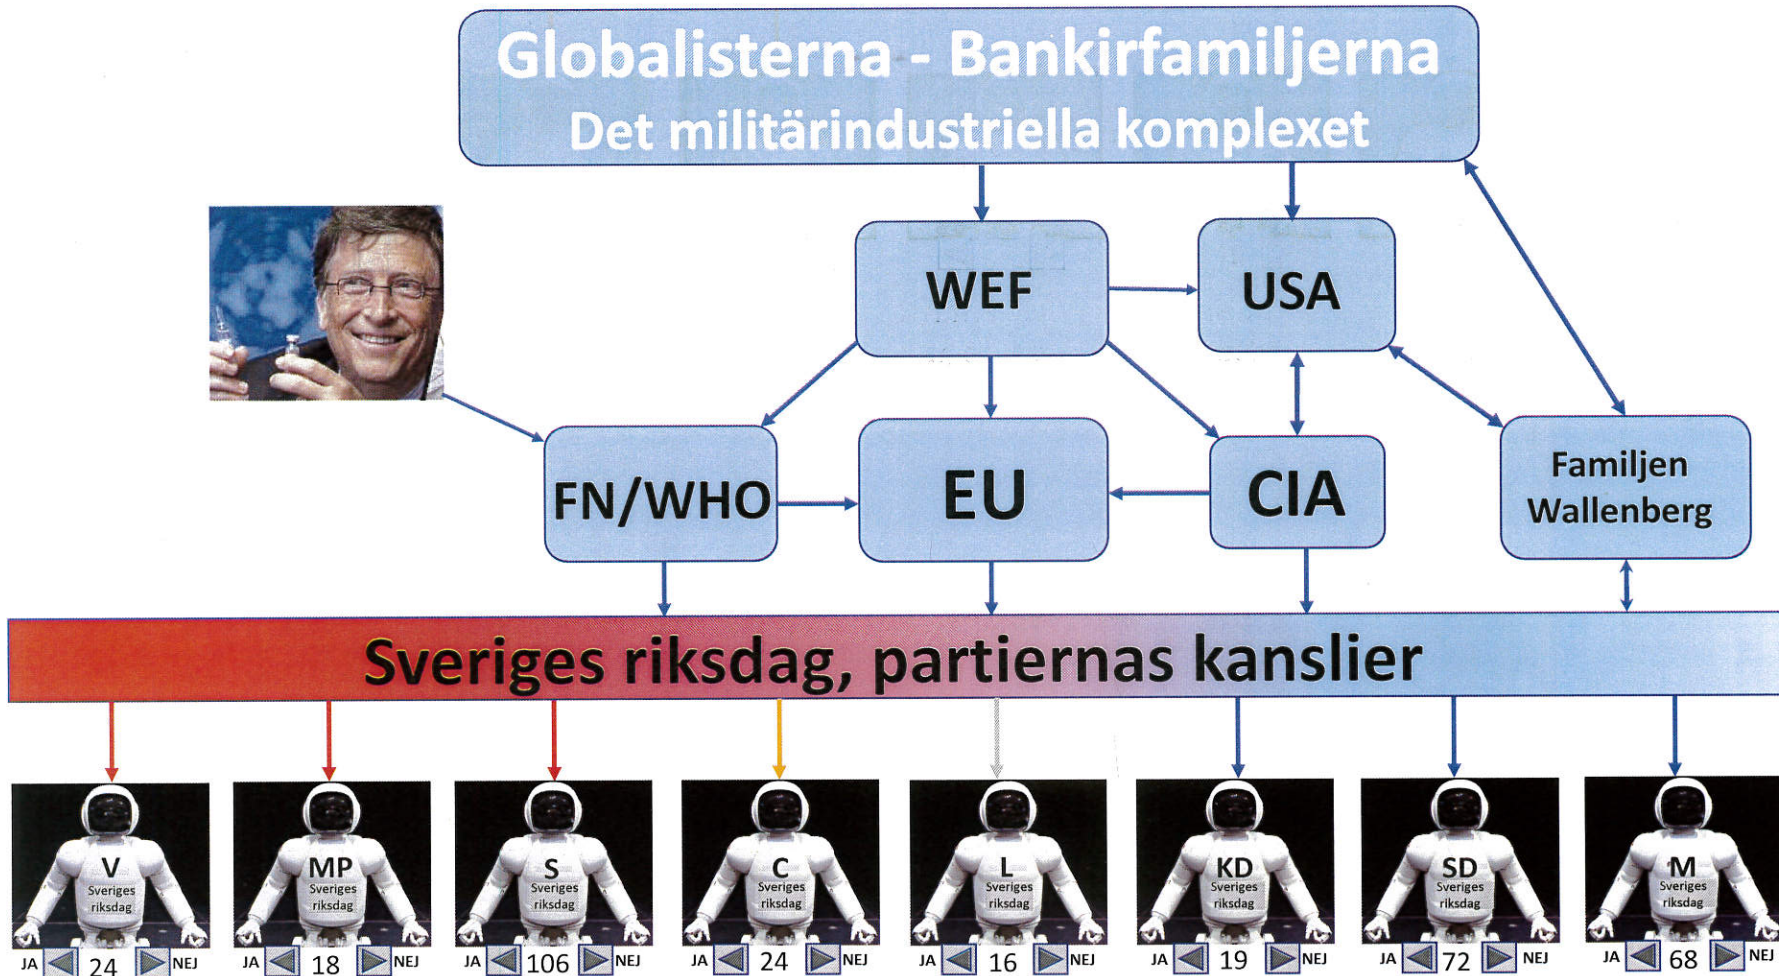 Globalisterna - Bankirfamiljerna
Det militärindustriella komplexet
WEF
USA
FN/WHO
EU
CIA
Familjen
Wallenberg
Sveriges riksdag, partiernas kanslier
V
Sveriges
riksdag
MP
Sveriges
riksdag
S
Sveriges
riksdag
C
Sveriges
riksdag
L
Sveriges
riksdag
KD
Sveriges
riksdag
SD
Sveriges
riksdag
M
Sveriges
riksdag
JA 24 NEJ
JA 18 NEJ
JA 106 NEJ
JA 24 NEJ
JA 16 NEJ
JA 19 NEJ
JA 72 NEJ
JA 68 NEJ